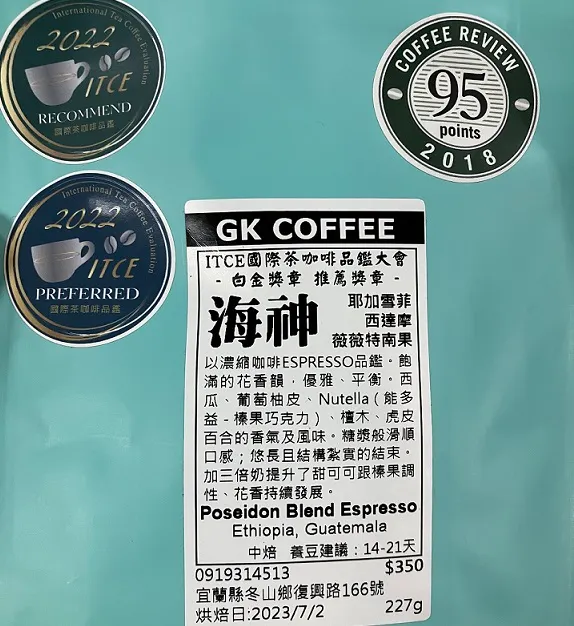 International Tea Coffee Evaluation
2022
ITCE
RECOMMEND
國際茶咖啡品鑑
COFFEE REVIEW
95
points
2018
International Tea Coffee Evaluation
2022
ITCE
PREFERRED
國際茶咖啡品鑑
GK COFFEE
ITCE國際茶咖啡品鑑大會
- 白金獎章 推薦獎章 -
海神
耶加雪菲
西達摩
薇薇特南果
以濃縮咖啡ESPRESSO品鑑。飽
滿的花香韻，優雅、平衡。西
瓜、葡萄柚皮、Nutella（能多
益-榛果巧克力）、檀木、虎皮
百合的香氣及風味。糖漿般滑順
口感；悠長且結構紮實的結束。
加三倍奶提升了甜可可跟榛果調
性、花香持續發展。
Poseidon Blend Espresso
Ethiopia, Guatemala
中焙 養豆建議：14-21天
0919314513 $350
宜蘭縣冬山鄉復興路166號
烘焙日:2023/7/2 227g